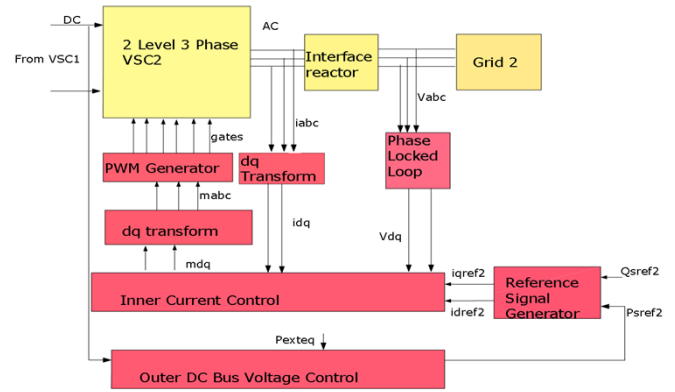 DC
AC
2 Level 3 Phase
VSC2
From VSC1
Interface
reactor
Grid 2
Vabc
iabc
gates
Phase
Locked
Loop
PWM Generator
dq
Transform
mabc
dq transform
idq
Vdq
mdq
iqref2
Qsref2
Inner Current Control
idref2
Reference
Signal
Generator
Psref2
Pexteq
Outer DC Bus Voltage Control